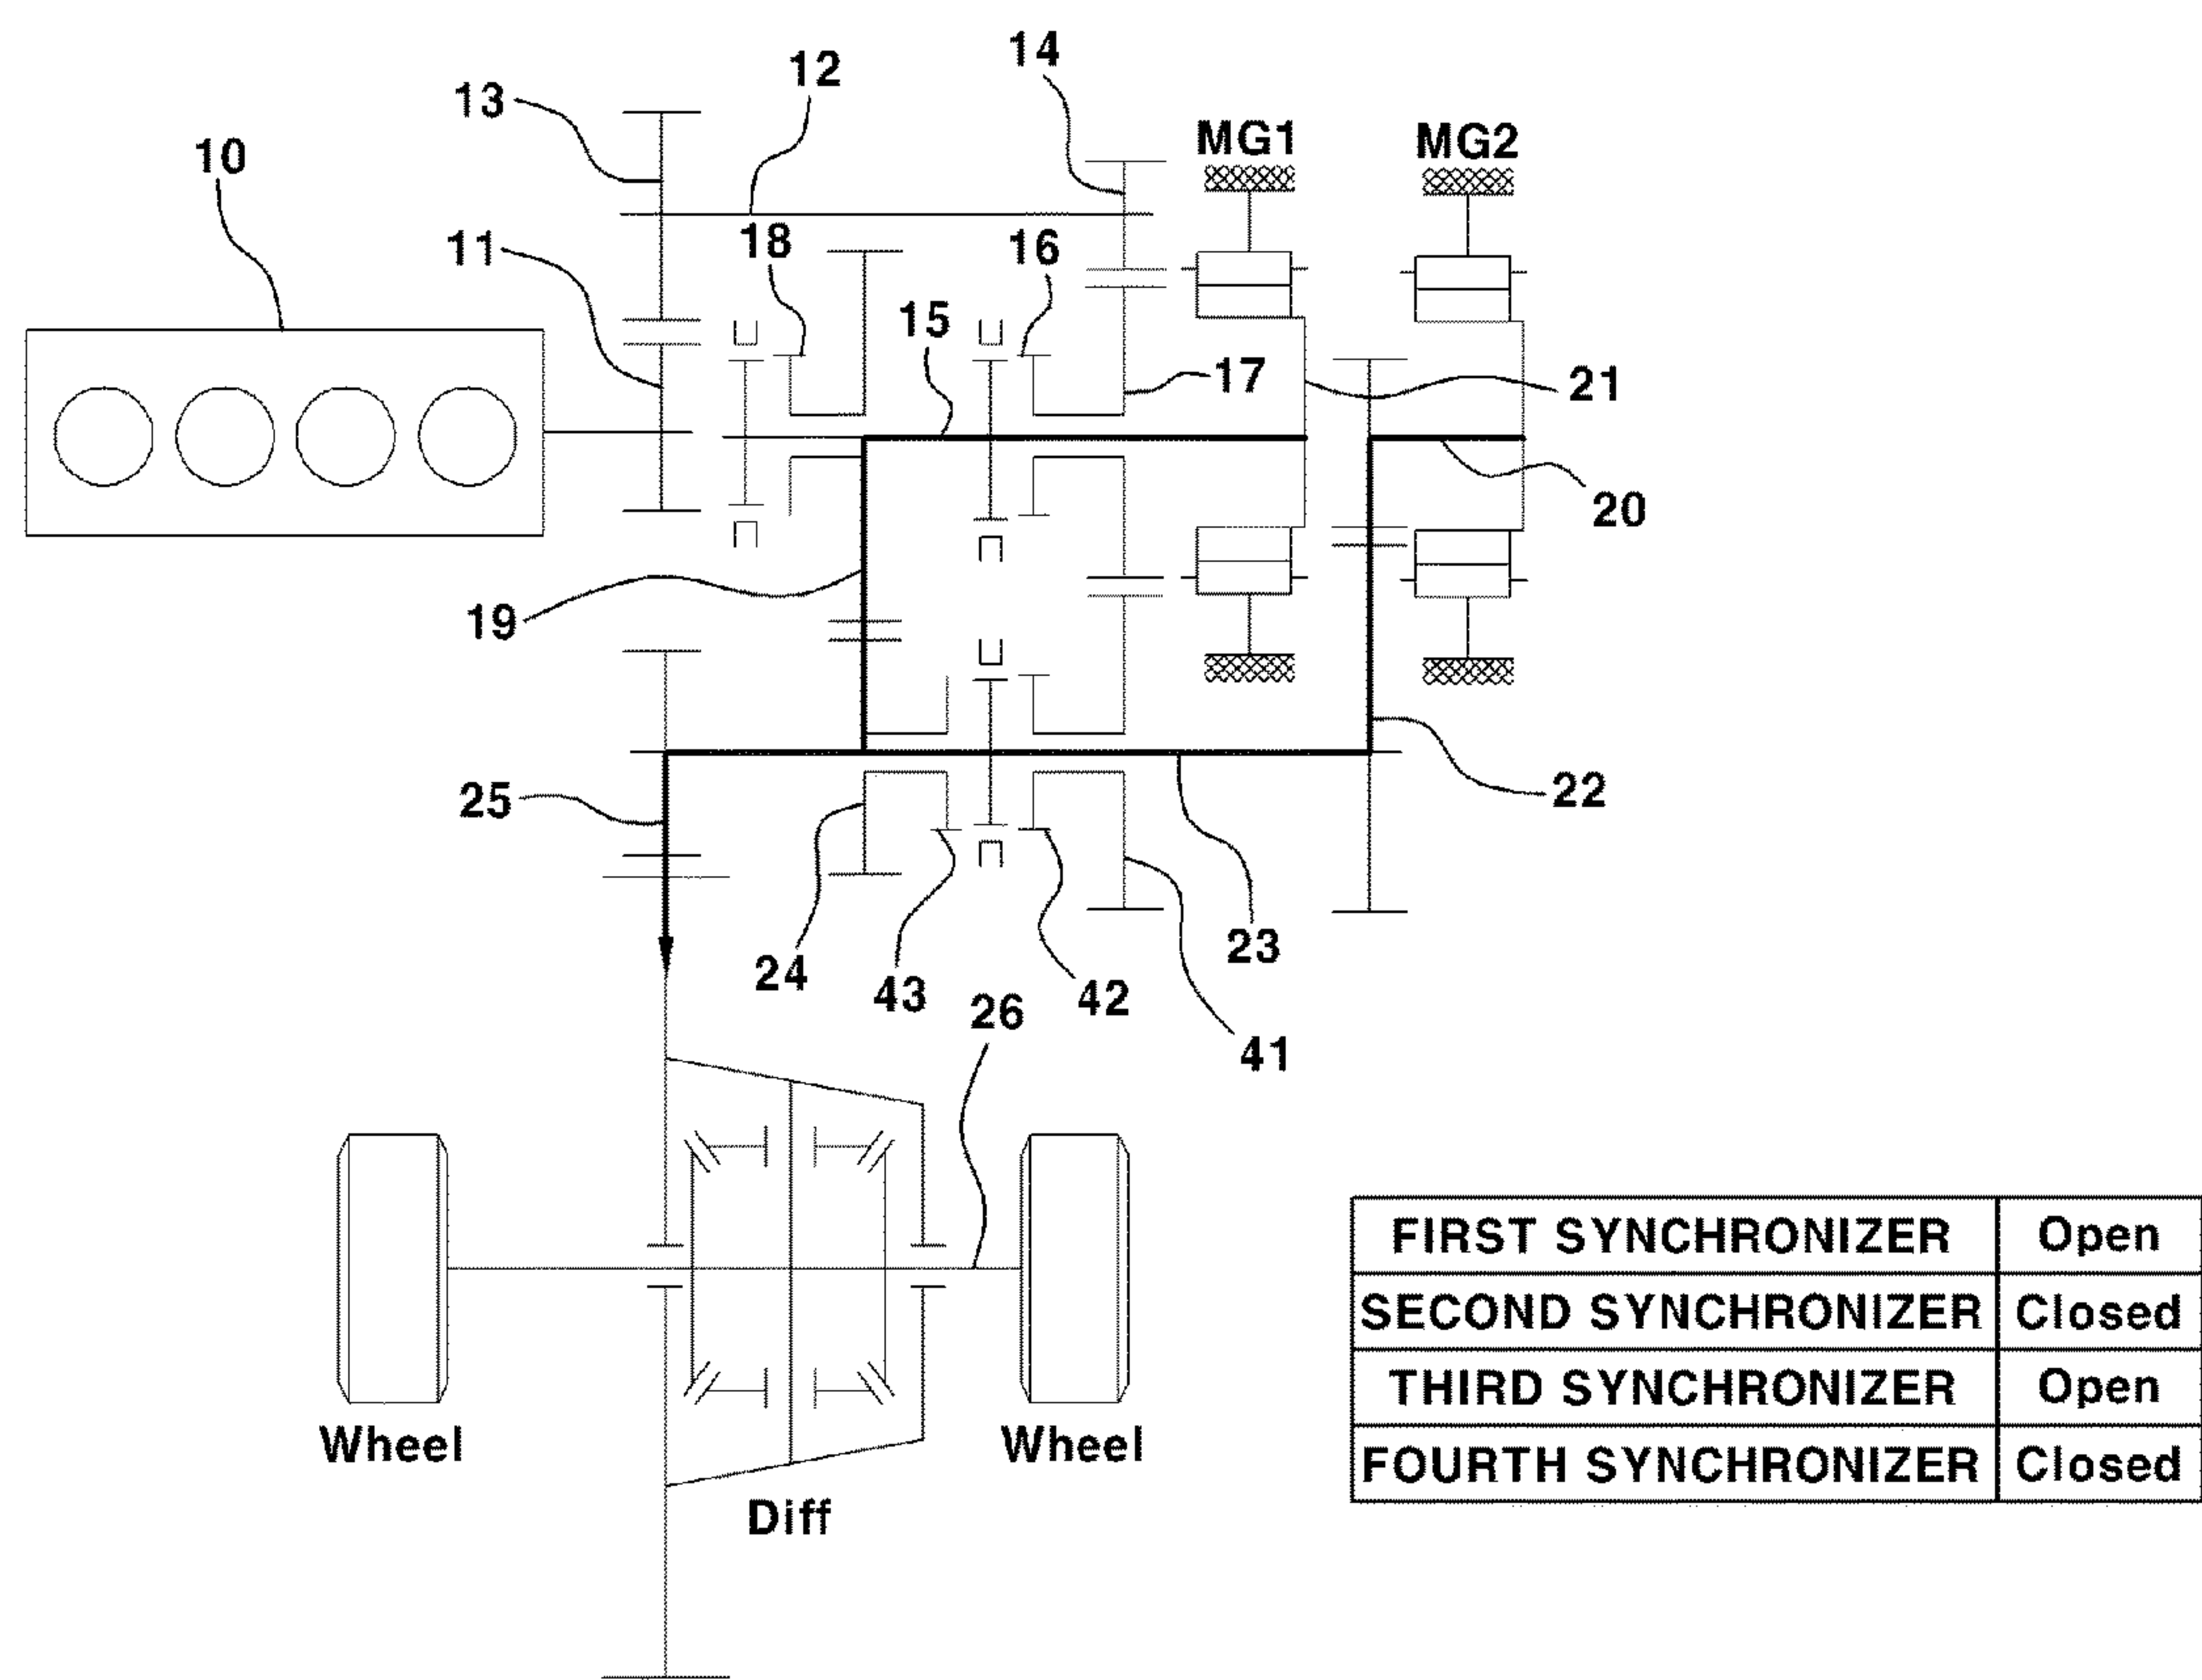 14
12
13
MG1
MG2
10
18
16
11
15
17
21
20
19
25
22
23
24
43
42
26
41
FIRST SYNCHRONIZER Open
SECOND SYNCHRONIZER Closed
THIRD SYNCHRONIZER Open
FOURTH SYNCHRONIZER Closed
Wheel
Wheel
Diff